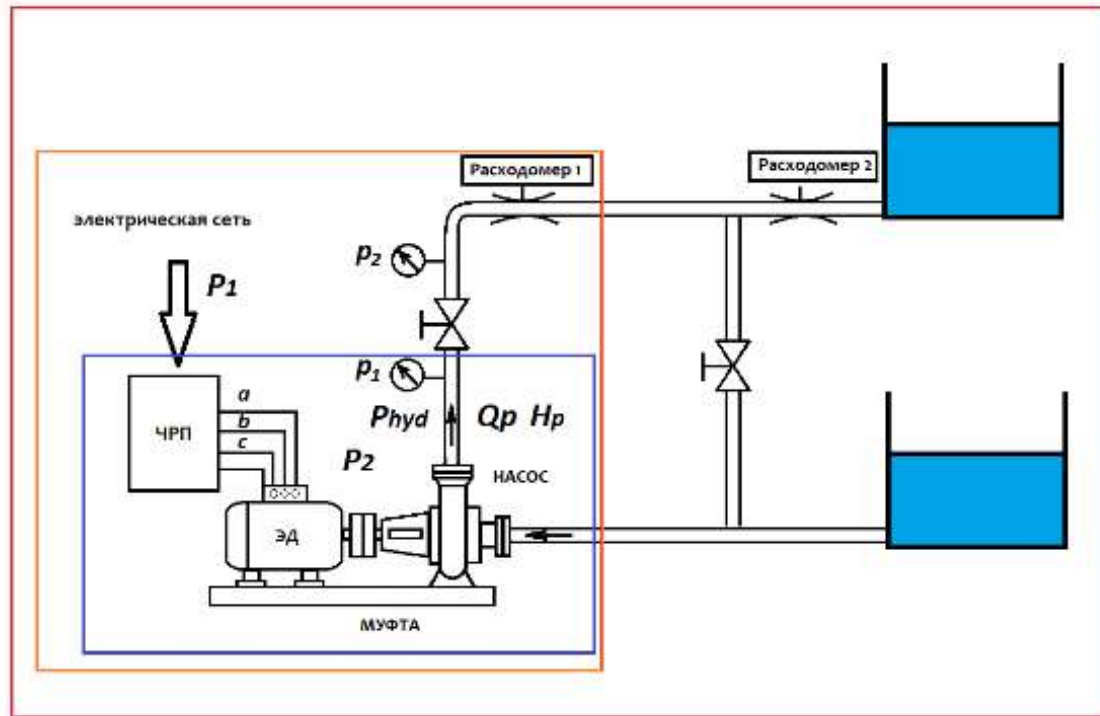 Расходомер 1
Расходомер 2
электрическая сеть
p2
P1
p1
a
ЧРП
b
Phyd
Qp Hp
c
P2
НАСОС
ЭД
МУФТА